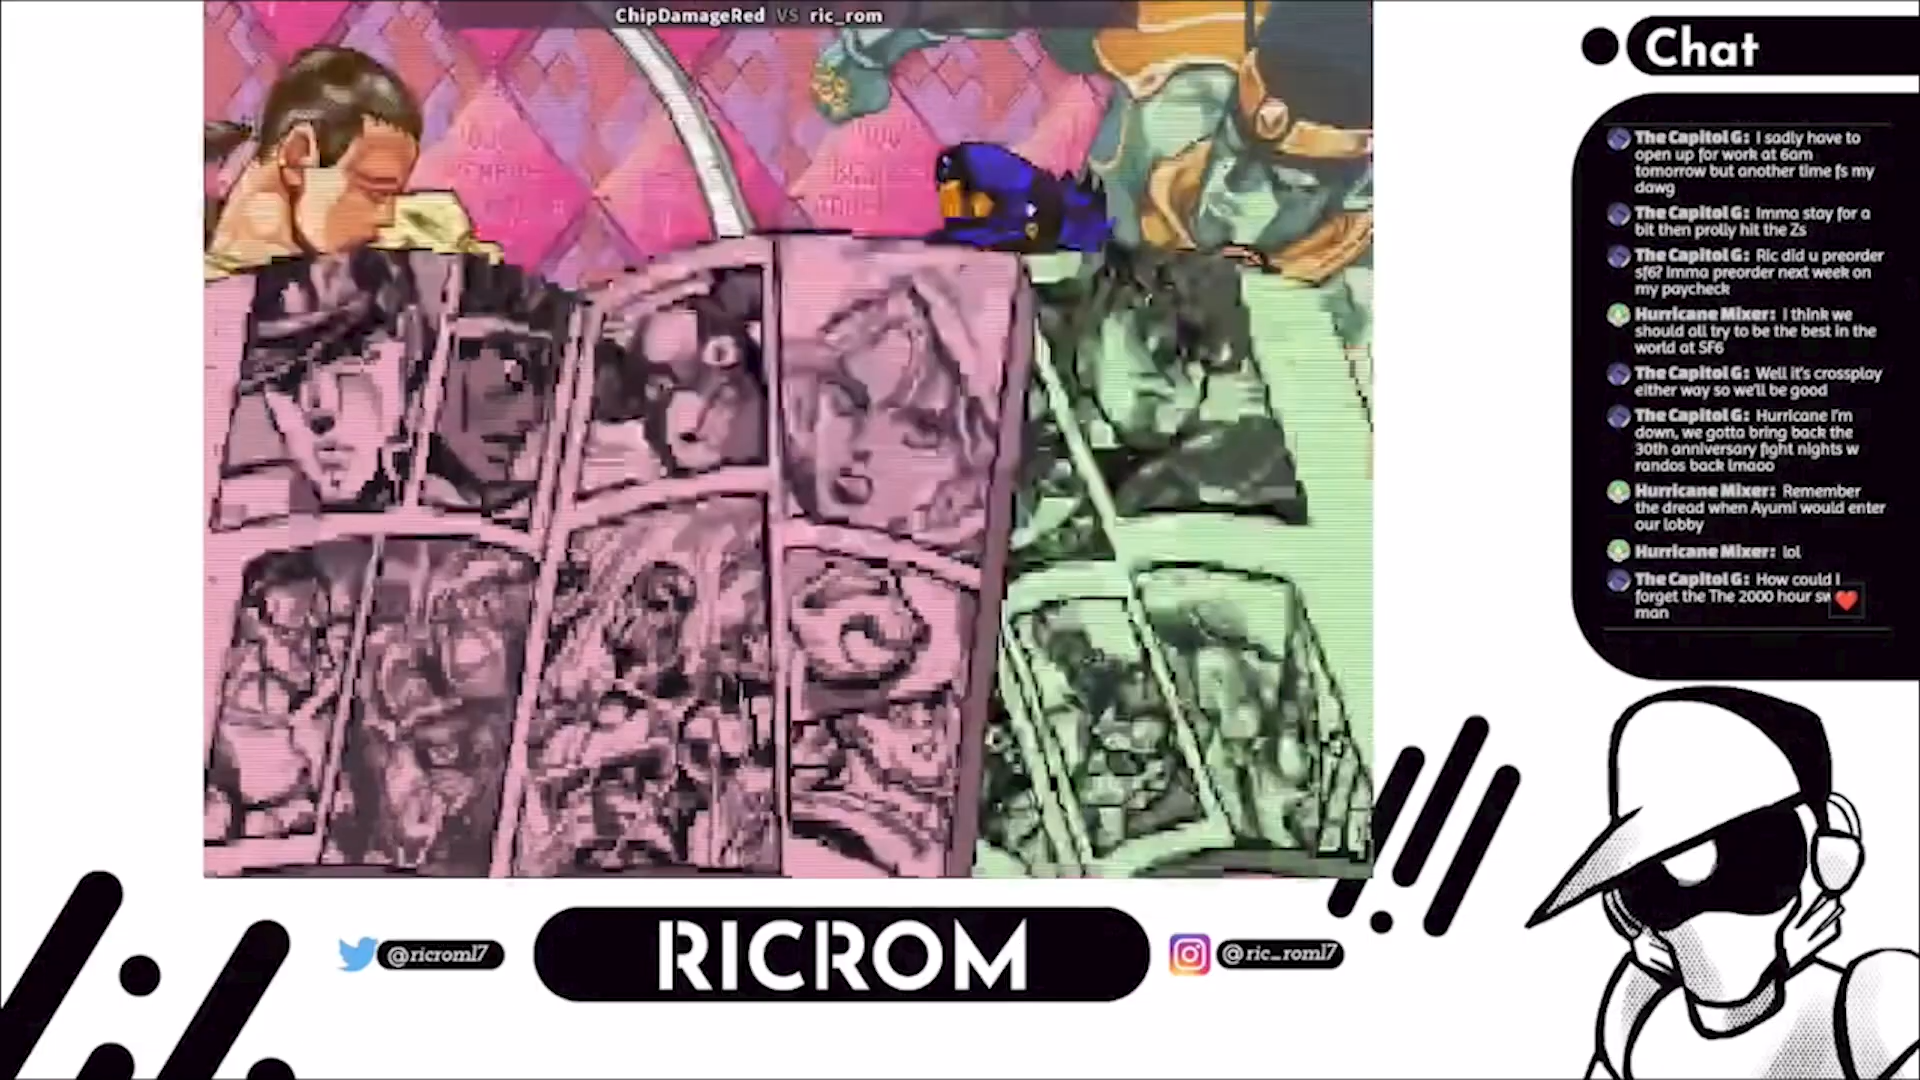 ChipDamageRed VS ric_rom
Chat
The Capitol G: I sadly have to
open up for work at 6am
tomorrow but another time fs my
dawg
The Capitol G: Imma stay for a
bit then prolly hit the Zs
The Capitol G: Ric did u preorder
sf6? Imma preorder next week on
my paycheck
Hurricane Mixer: I think we
should all try to be the best in the
world at SF6
The Capitol G: Well it's crossplay
either way so we'll be good
The Capitol G: Hurricane I'm
down, we gotta bring back the
30th anniversary fight nights w
randos back lmaoo
Hurricane Mixer: Remember
the dread when Ayumi would enter
our lobby
Hurricane Mixer: lol
The Capitol G: How could I
forget the The 2000 hour
man
@ricrom17
RICROM
@ric_rom17